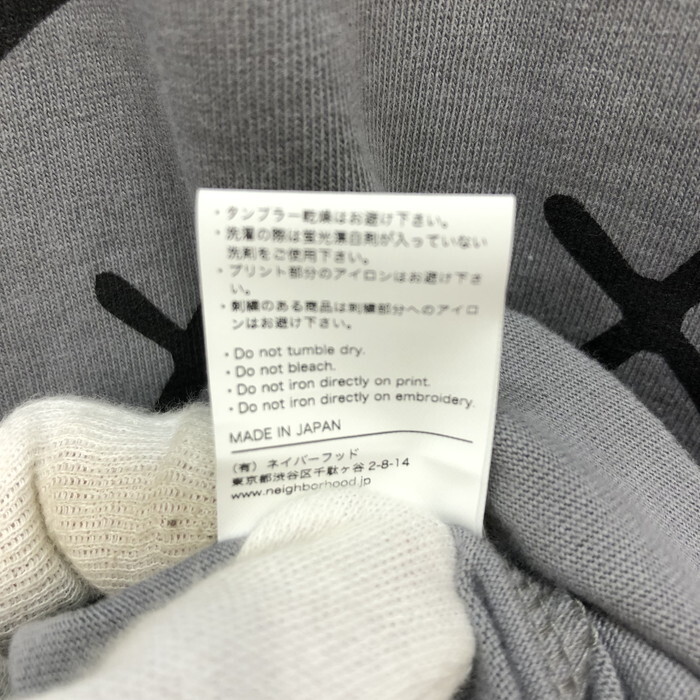 ・タンブラー乾燥はお避け下さい。
・洗濯の際は蛍光漂白剤が入っていない
洗剤をご使用下さい。
・プリント部分のアイロンはお避け下さ
い。
・刺繍のある商品は刺繍部分へのアイロ
ンはお避け下さい。
・Do not tumble dry.
・Do not bleach.
・Do not iron directly on print.
・Do not iron directly on embroidery.
MADE IN JAPAN
(有) ネイバーフッド
東京都渋谷区千駄ヶ谷 2-8-14
www.neighborhood.jp